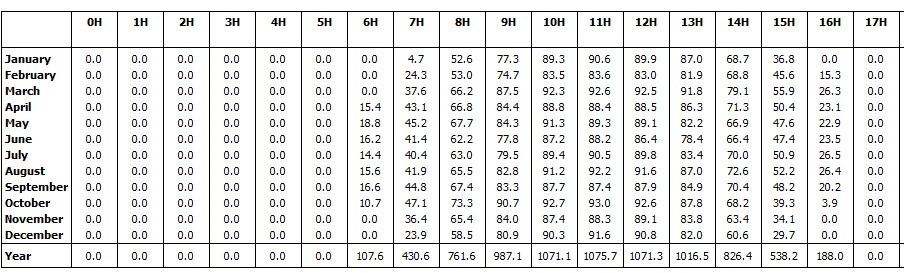 0H 1H 2H 3H 4H 5H 6H 7H 8H 9H 10H 11H 12H 13H 14H 15H 16H 17H
January 0.0 0.0 0.0 0.0 0.0 0.0 0.0 4.7 52.6 77.3 89.3 90.6 89.9 87.0 68.7 36.8 0.0 0.0
February 0.0 0.0 0.0 0.0 0.0 0.0 0.0 24.3 53.0 74.7 83.5 83.6 83.0 81.9 68.8 45.6 15.3 0.0
March 0.0 0.0 0.0 0.0 0.0 0.0 0.0 37.6 66.2 87.5 92.3 92.6 92.5 91.8 79.1 55.9 26.3 0.0
April 0.0 0.0 0.0 0.0 0.0 0.0 15.4 43.1 66.8 84.4 88.8 88.4 88.5 86.3 71.3 50.4 23.1 0.0
May 0.0 0.0 0.0 0.0 0.0 0.0 18.8 45.2 67.7 84.3 91.3 89.3 89.1 82.2 66.9 47.6 22.9 0.0
June 0.0 0.0 0.0 0.0 0.0 0.0 16.2 41.4 62.2 77.8 87.2 88.2 86.4 78.4 66.4 47.4 23.5 0.0
July 0.0 0.0 0.0 0.0 0.0 0.0 14.4 40.4 63.0 79.5 89.4 90.5 89.8 83.4 70.0 50.9 26.5 0.0
August 0.0 0.0 0.0 0.0 0.0 0.0 15.6 41.9 65.5 82.8 91.2 92.2 91.6 87.0 72.6 52.2 26.4 0.0
September 0.0 0.0 0.0 0.0 0.0 0.0 16.6 44.8 67.4 83.3 87.7 87.4 87.9 84.9 70.4 48.2 20.2 0.0
October 0.0 0.0 0.0 0.0 0.0 0.0 10.7 47.1 73.3 90.7 92.7 93.0 92.6 87.8 68.2 39.3 3.9 0.0
November 0.0 0.0 0.0 0.0 0.0 0.0 0.0 36.4 65.4 84.0 87.4 88.3 89.1 83.8 63.4 34.1 0.0 0.0
December 0.0 0.0 0.0 0.0 0.0 0.0 0.0 23.9 58.5 80.9 90.3 91.6 90.8 82.0 60.6 29.7 0.0 0.0
Year 0.0 0.0 0.0 0.0 0.0 0.0 107.6 430.6 761.6 987.1 1071.1 1075.7 1071.3 1016.5 826.4 538.2 188.0 0.0